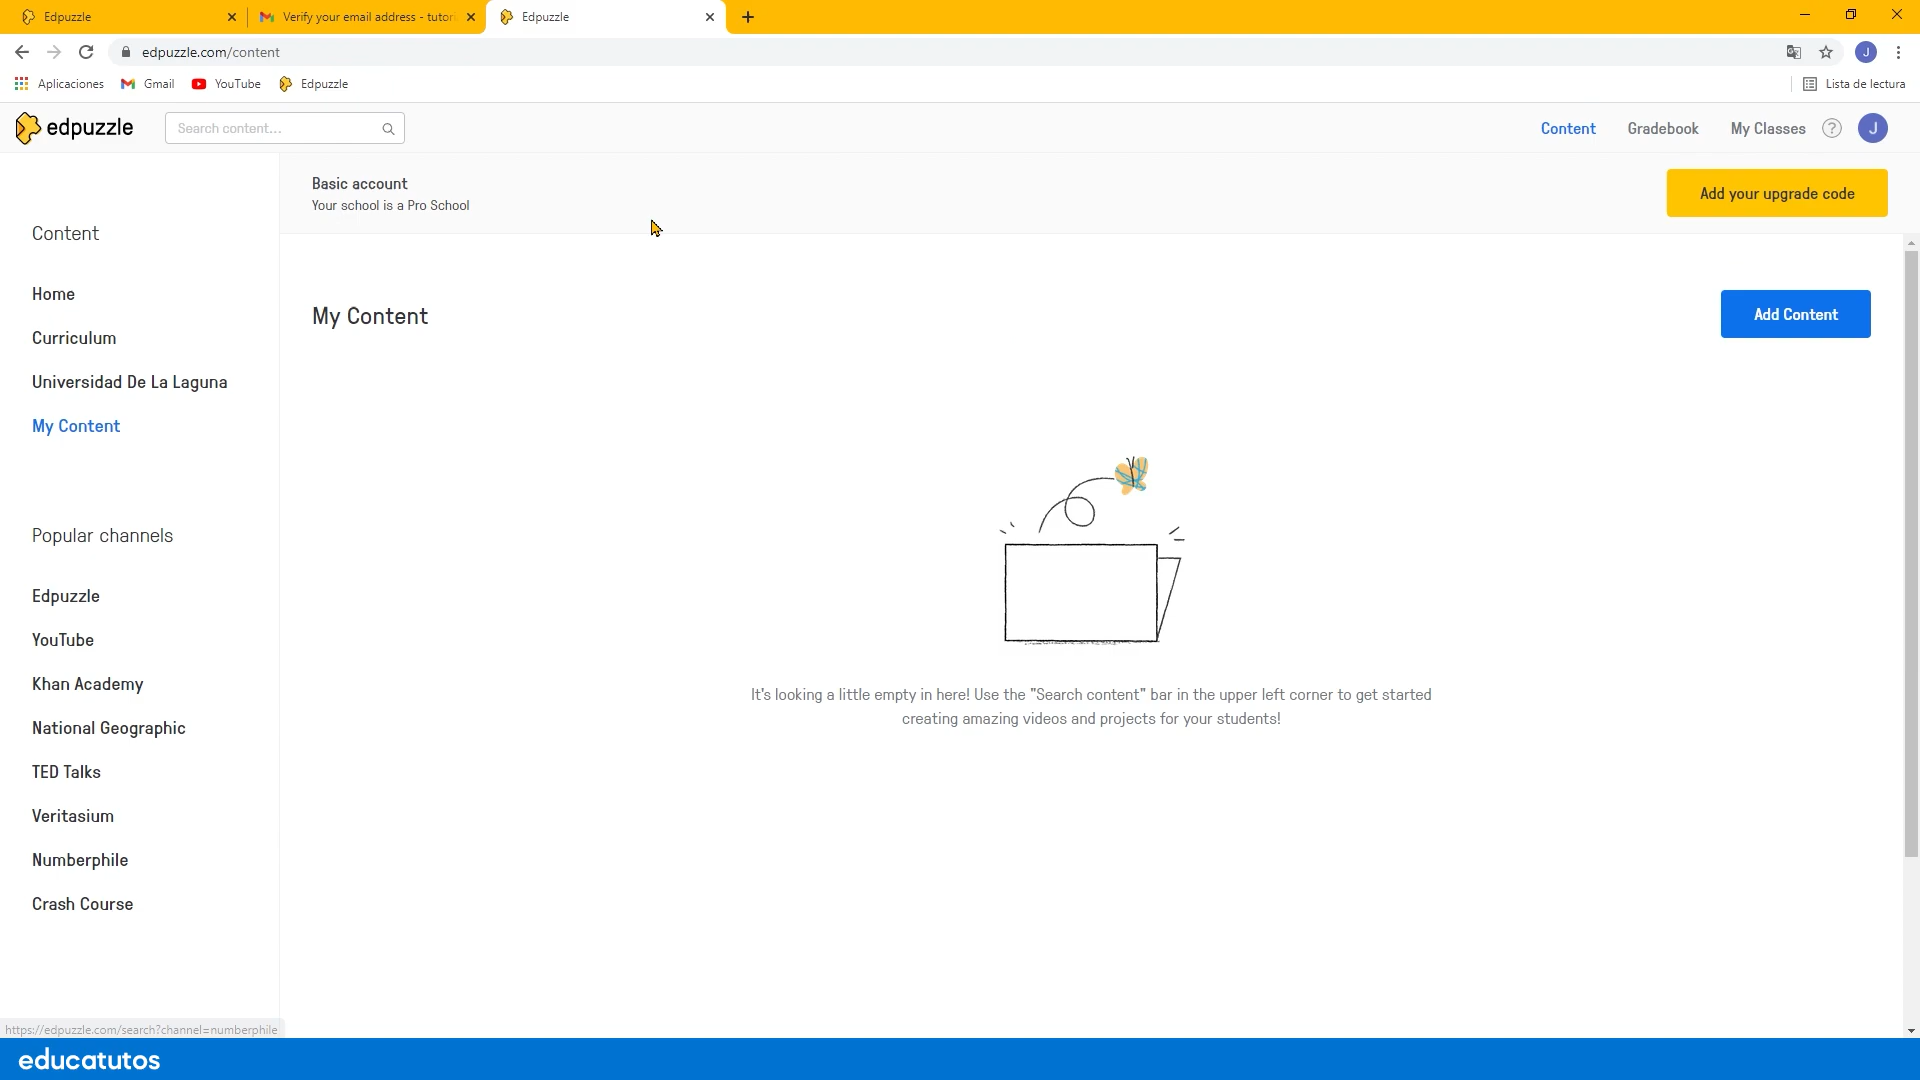 Edpuzzle
Verify your email address - tutori
Edpuzzle
edpuzzle.com/content
J
Aplicaciones
Gmail
YouTube
Edpuzzle
Lista de lectura
edpuzzle
Search content...
Content
Gradebook
My Classes
?
J
Basic account
Your school is a Pro School
Add your upgrade code
Content
Home
Curriculum
Universidad De La Laguna
My Content
Popular channels
Edpuzzle
YouTube
Khan Academy
National Geographic
TED Talks
Veritasium
Numberphile
Crash Course
My Content
Add Content
It's looking a little empty in here! Use the "Search content" bar in the upper left corner to get started
creating amazing videos and projects for your students!
https://edpuzzle.com/search?channel=numberphile
educatutos